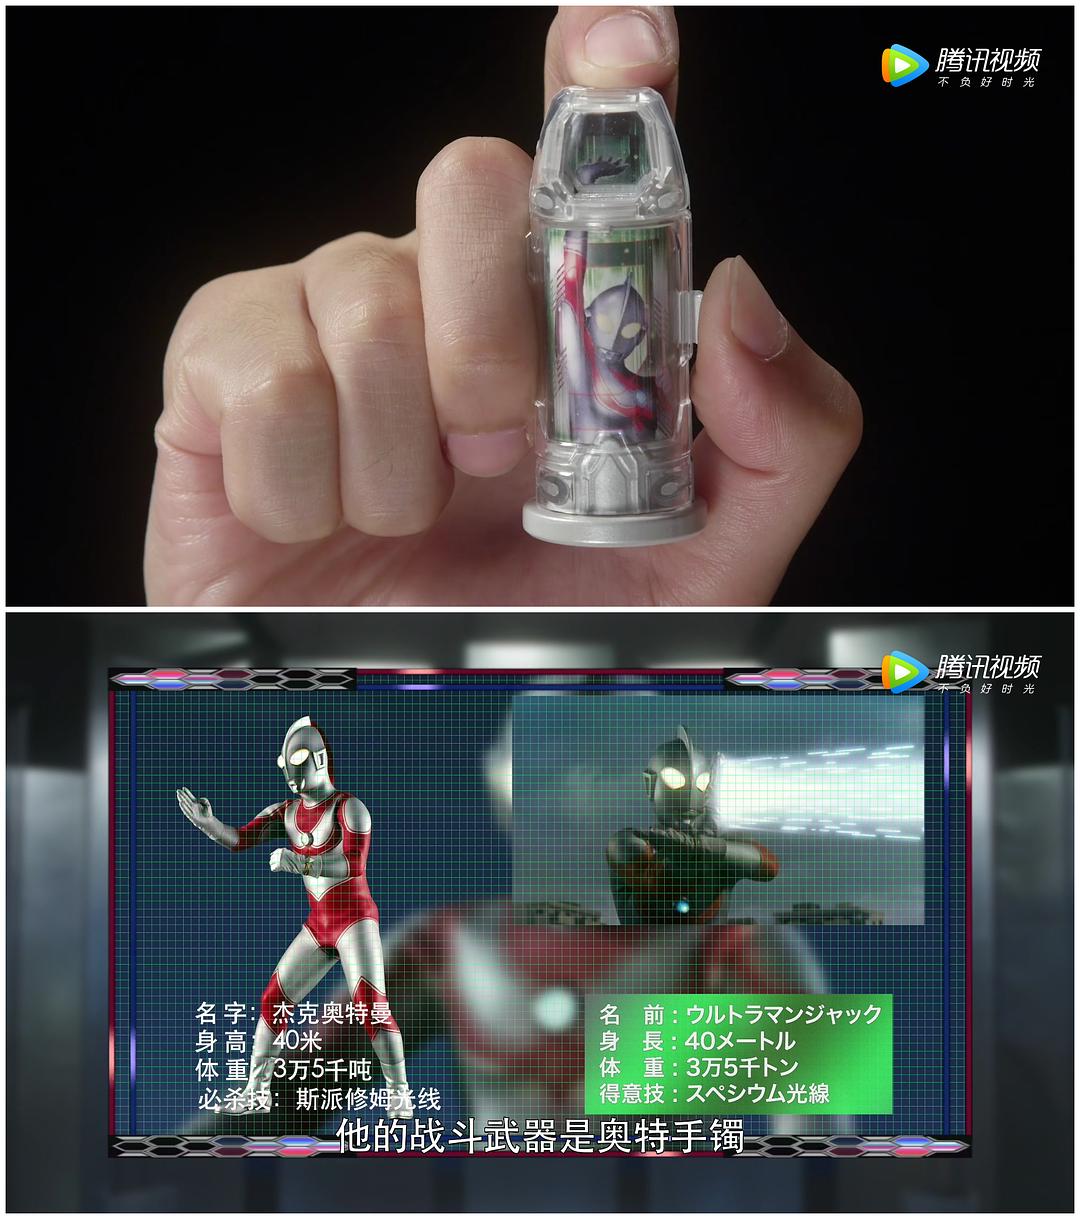 腾讯视频
不负好时光
腾讯视频
不负好时光
名字：杰克奥特曼
身高：40米
体重：3万5千吨
必杀技：斯派修姆光线
名　前：ウルトラマンジャック
身　長：40メートル
体　重：3万5千トン
得意技：スペシウム光線
他的战斗武器是奥特手镯